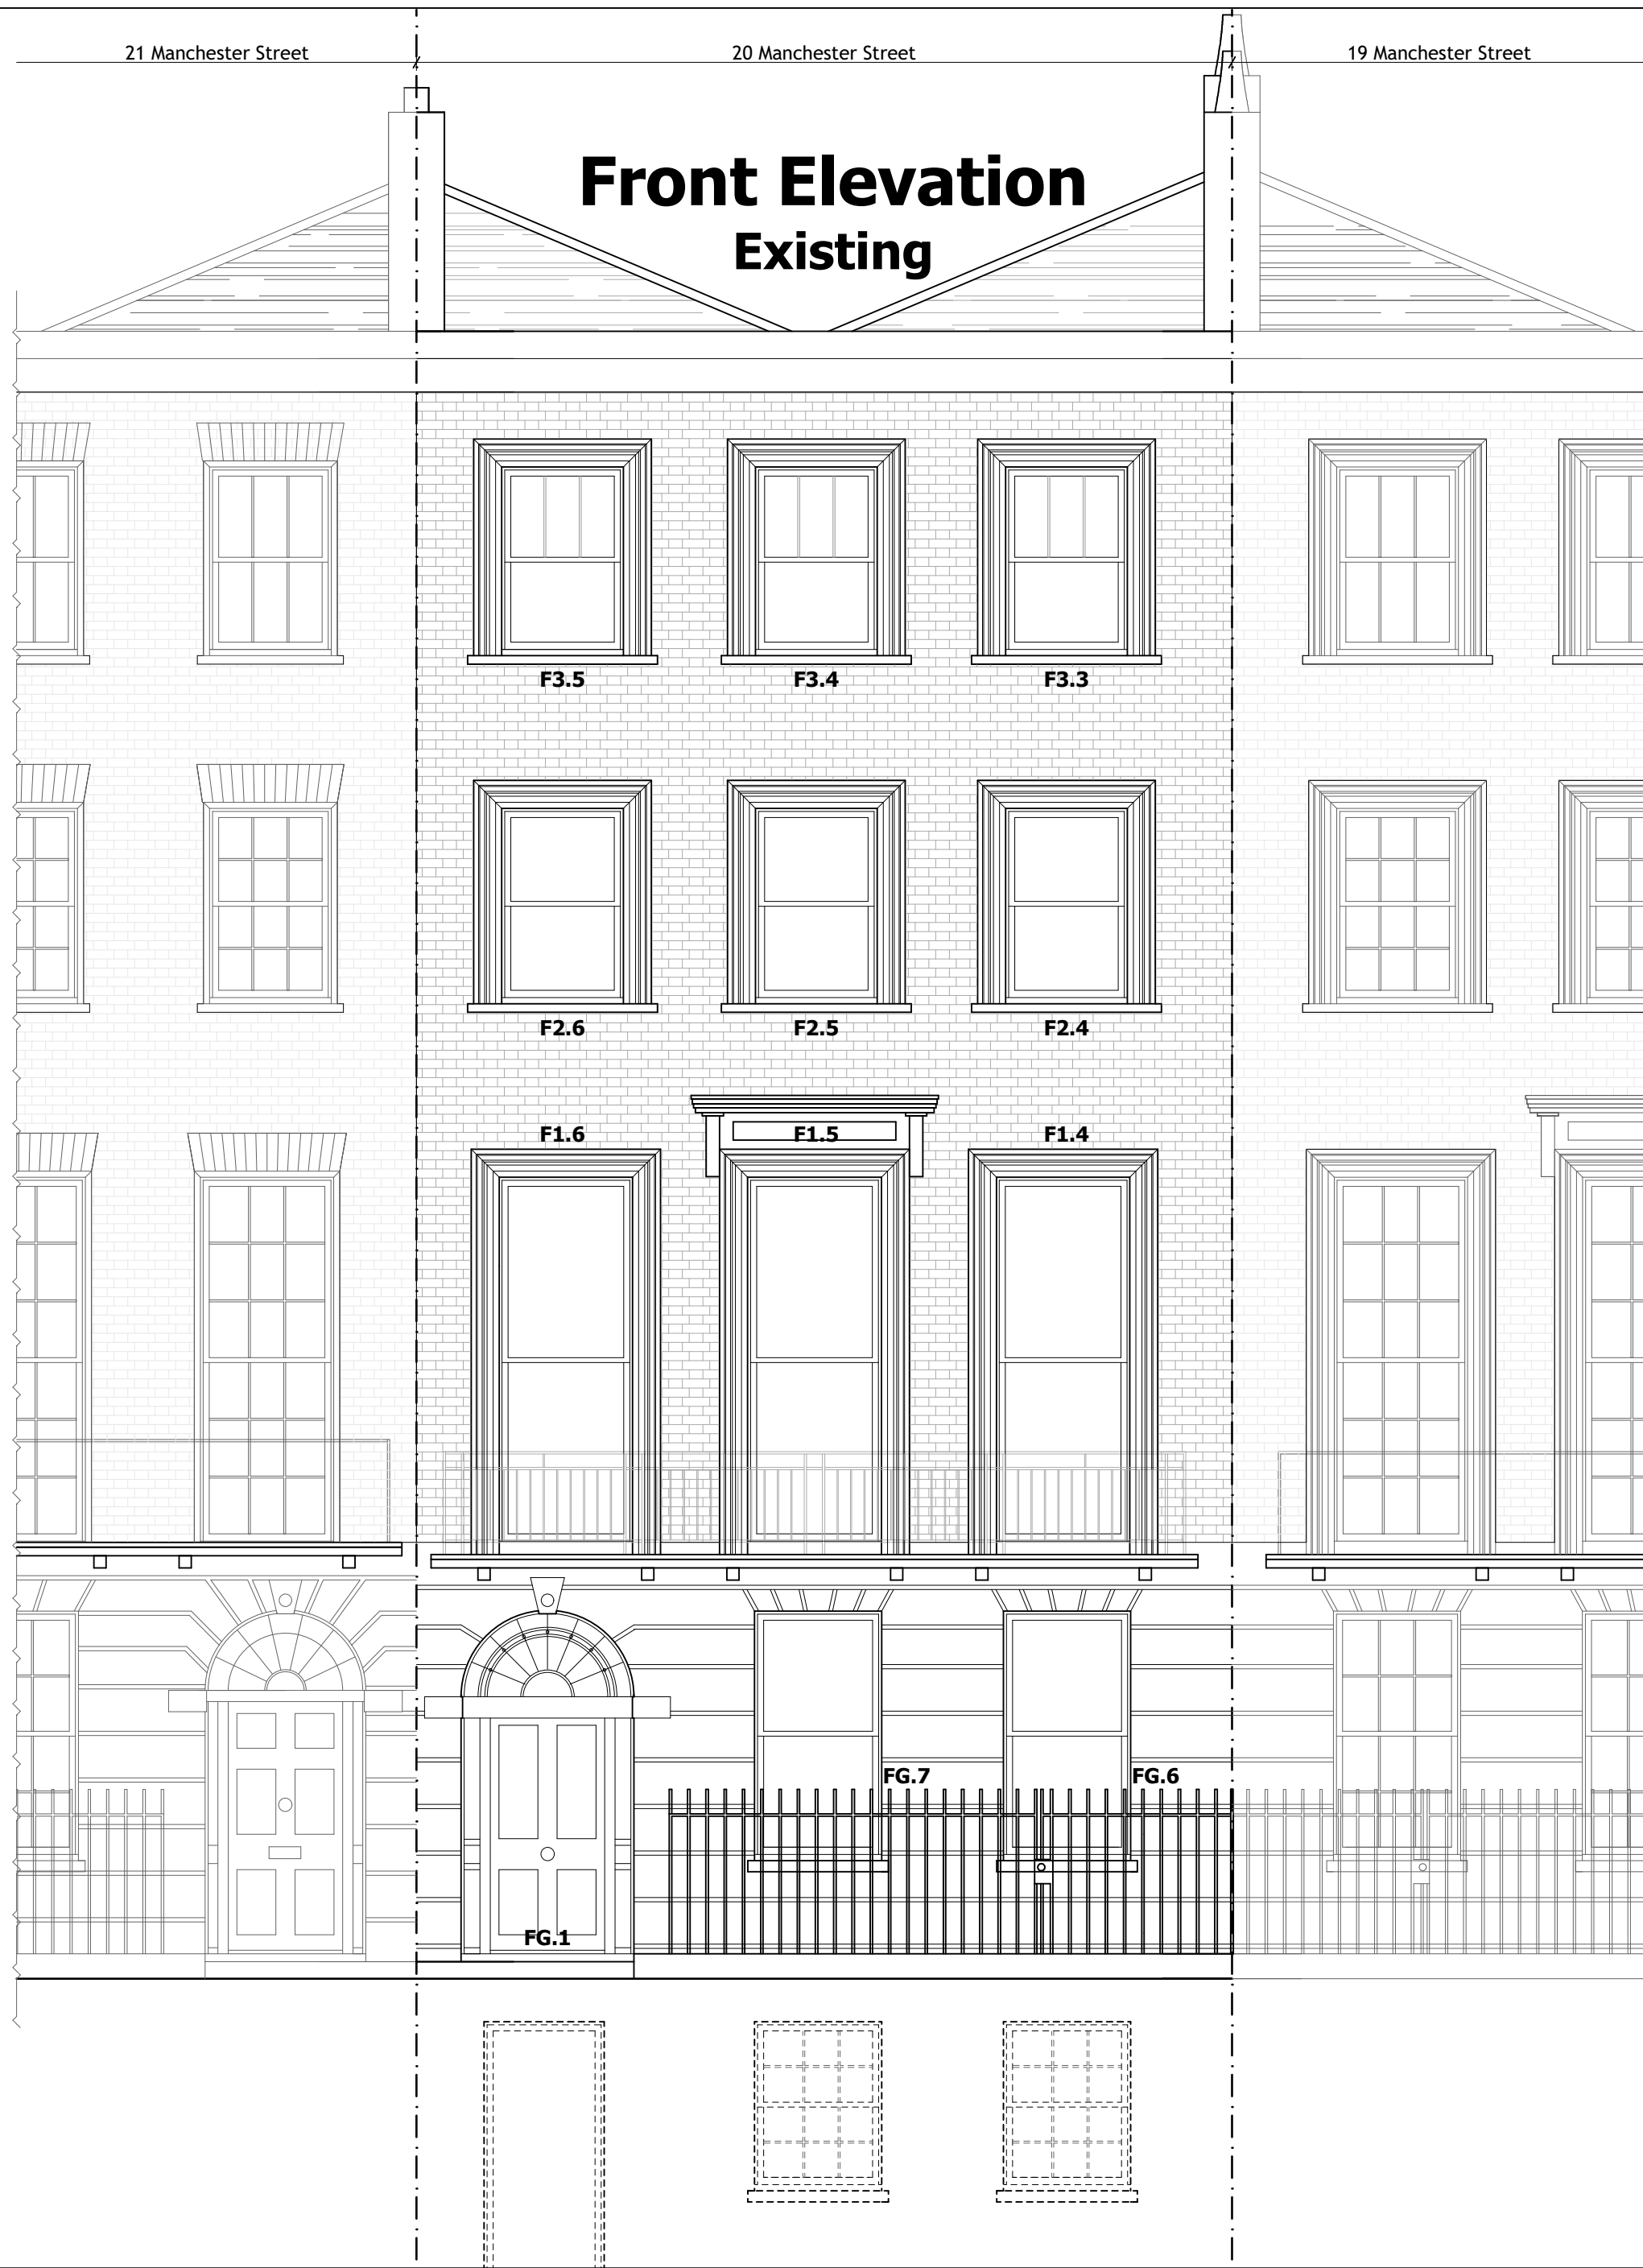 21 Manchester Street
20 Manchester Street
19 Manchester Street
Front Elevation
Existing
F3.5
F3.4
F3.3
F2.6
F2.5
F2.4
F1.6
F1.5
F1.4
FG.7
FG.6
FG.1